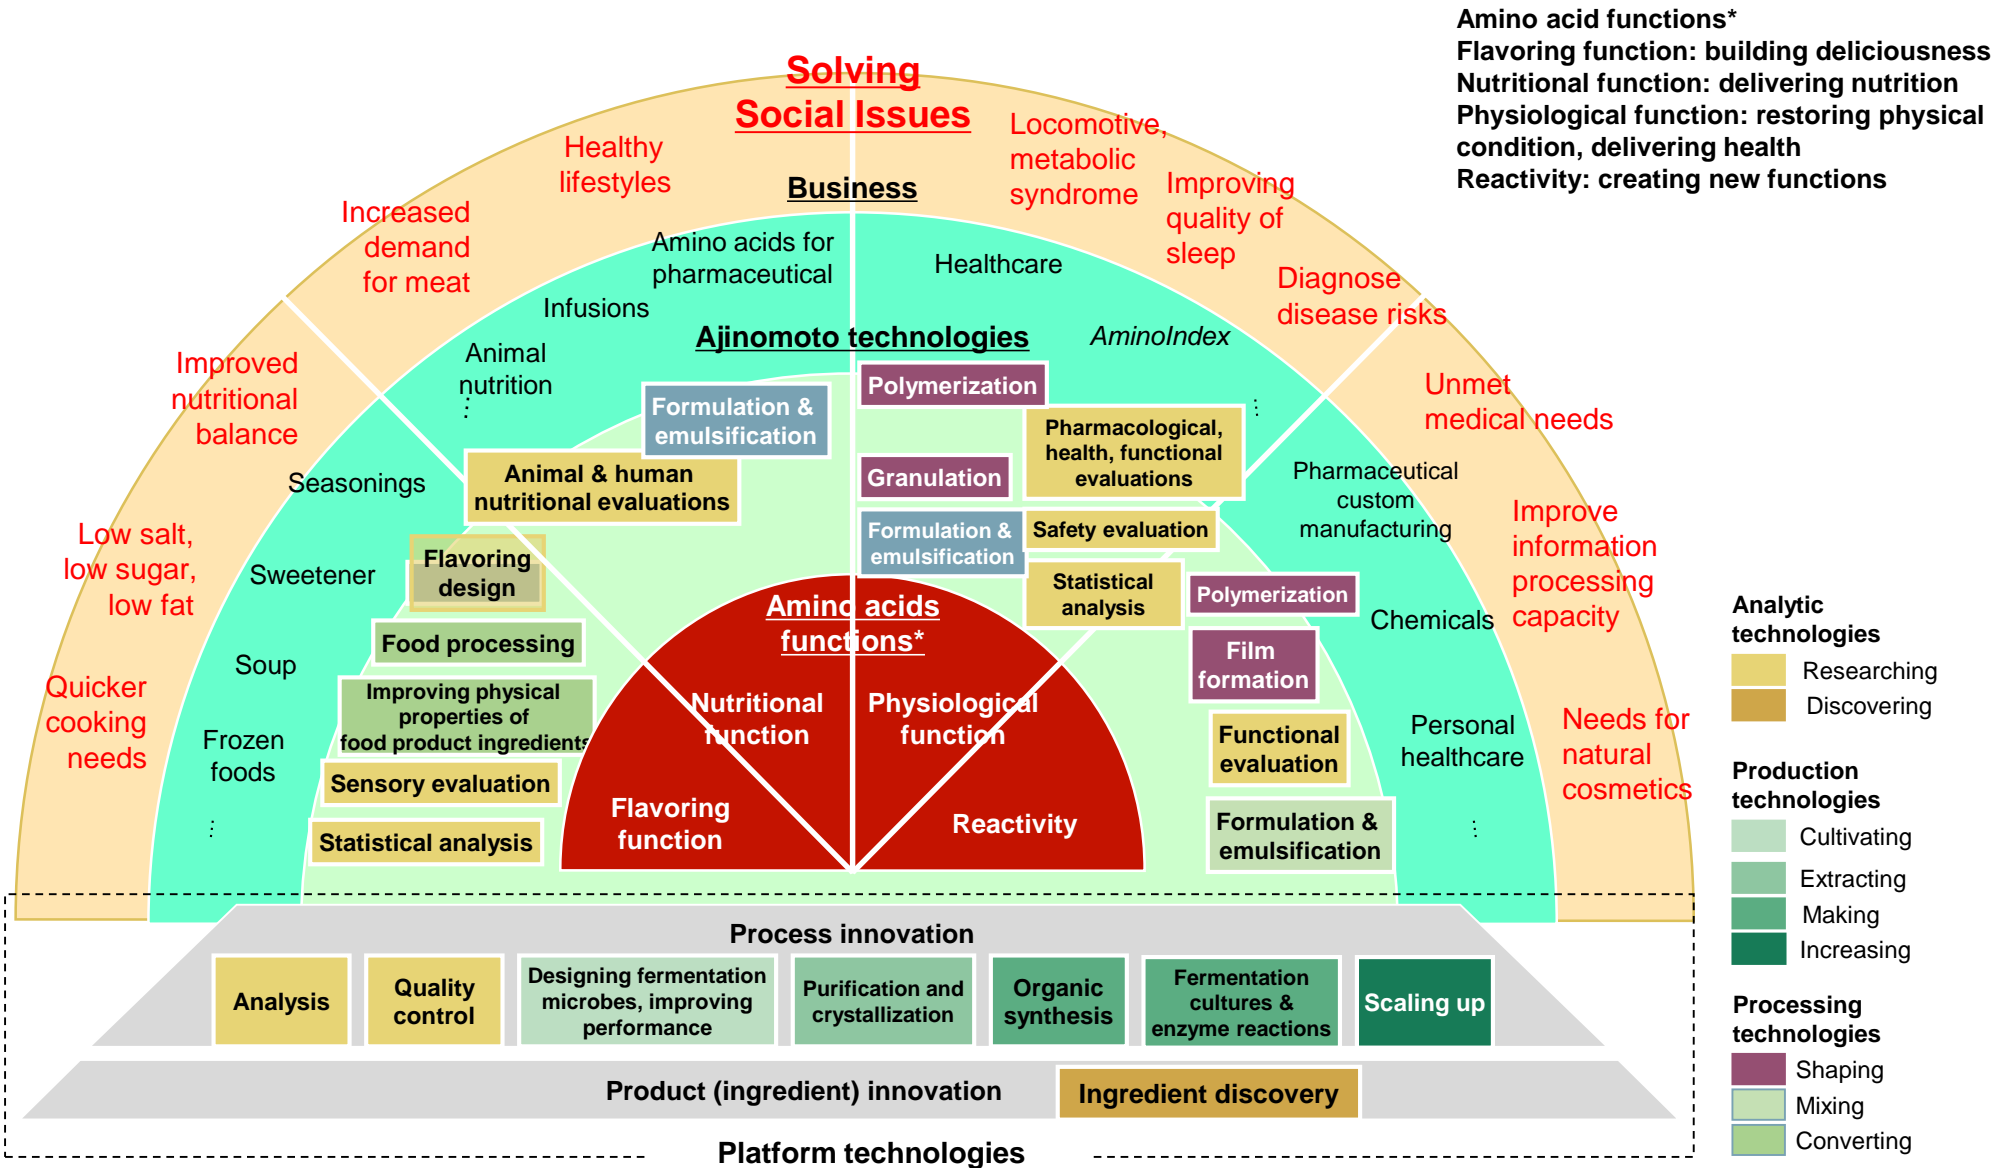 Amino acid functions*
Flavoring function: building deliciousness
Nutritional function: delivering nutrition
Physiological function: restoring physical
condition, delivering health
Reactivity: creating new functions
Solving
Social Issues
Healthy
lifestyles
Increased
demand
for meat
Improved
nutritional
balance
Low salt,
low sugar,
low fat
Quicker
cooking
needs
Locomotive,
metabolic
syndrome
Improving
quality of
sleep
Diagnose
disease risks
Unmet
medical needs
Improve
information
processing
capacity
Needs for
natural
cosmetics
Business
Amino acids for
pharmaceutical
Infusions
Animal
nutrition
...
Seasonings
Sweetener
Soup
Frozen
foods
...
Healthcare
AminoIndex
...
Pharmaceutical
custom
manufacturing
Chemicals
Personal
healthcare
...
Ajinomoto technologies
Formulation &
emulsification
Animal & human
nutritional evaluations
Flavoring
design
Food processing
Improving physical
properties of
food product ingredients
Sensory evaluation
Statistical analysis
Polymerization
Pharmacological,
health, functional
evaluations
Granulation
Formulation &
emulsification
Safety evaluation
Statistical
analysis
Polymerization
Film
formation
Functional
evaluation
Formulation &
emulsification
Amino acids
functions*
Nutritional
function
Physiological
function
Flavoring
function
Reactivity
Process innovation
Analysis
Quality
control
Designing fermentation
microbes, improving
performance
Purification and
crystallization
Organic
synthesis
Fermentation
cultures &
enzyme reactions
Scaling up
Product (ingredient) innovation
Ingredient discovery
Platform technologies
Analytic
technologies
Researching
Discovering
Production
technologies
Cultivating
Extracting
Making
Increasing
Processing
technologies
Shaping
Mixing
Converting